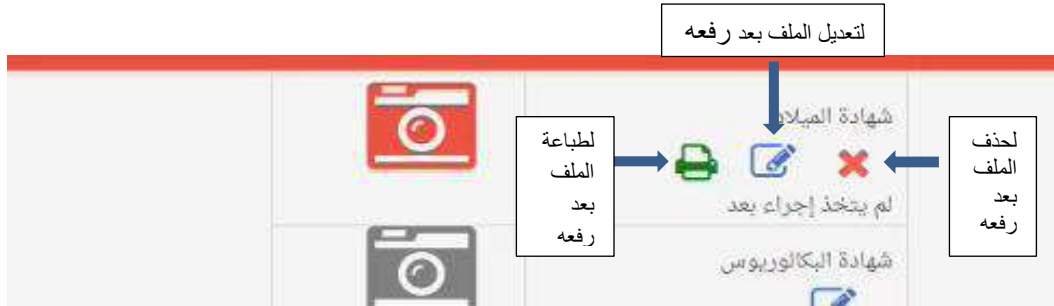 لتعديل الملف بعد رفعه
شهادة الميلاد
لحذف
الملف
بعد
رفعه
لطباعة
الملف
بعد
رفعه
لم يتخذ إجراء بعد
شهادة البكالوريوس